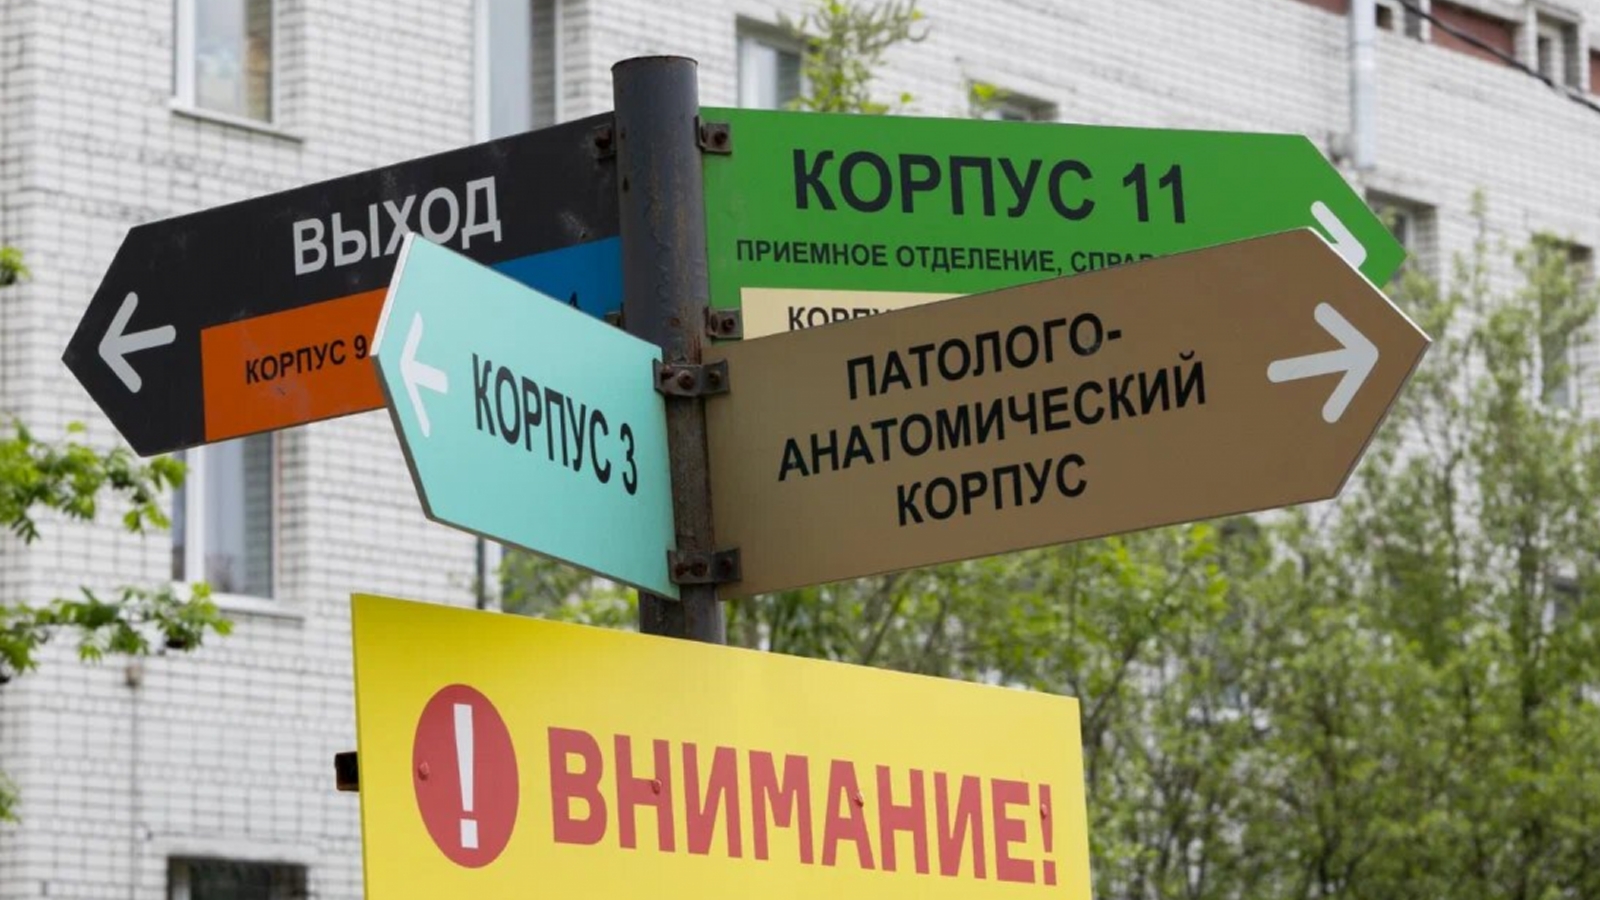 ВЫХОД
КОРПУС 9
КОРПУС 11
ПРИЕМНОЕ ОТДЕЛЕНИЕ,
КОРПУС 3
ПАТОЛОГО-
АНАТОМИЧЕСКИЙ
КОРПУС
! ВНИМАНИЕ!